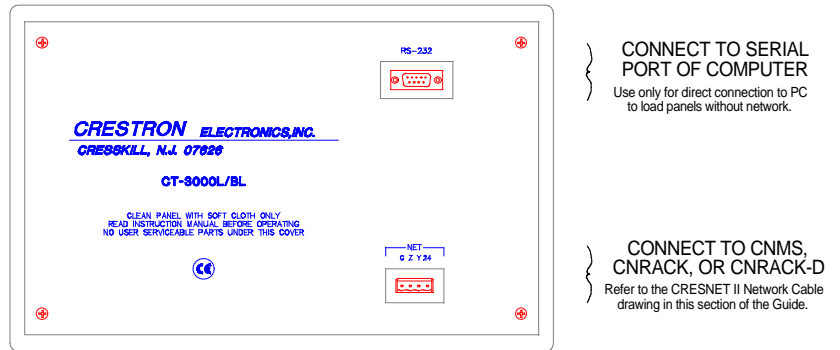 RS-232
CRESTRON ELECTRONICS,INC.
CRESSKILL, N.J. 07626
CT-3000L/BL
CLEAN PANEL WITH SOFT CLOTH ONLY
READ INSTRUCTION MANUAL BEFORE OPERATING
NO USER SERVICEABLE PARTS UNDER THIS COVER
CE
NET
G Z Y 24
CONNECT TO SERIAL
PORT OF COMPUTER
Use only for direct connection to PC
to load panels without network.
CONNECT TO CNMS,
CNRACK, OR CNRACK-D
Refer to the CRESNET II Network Cable
drawing in this section of the Guide.